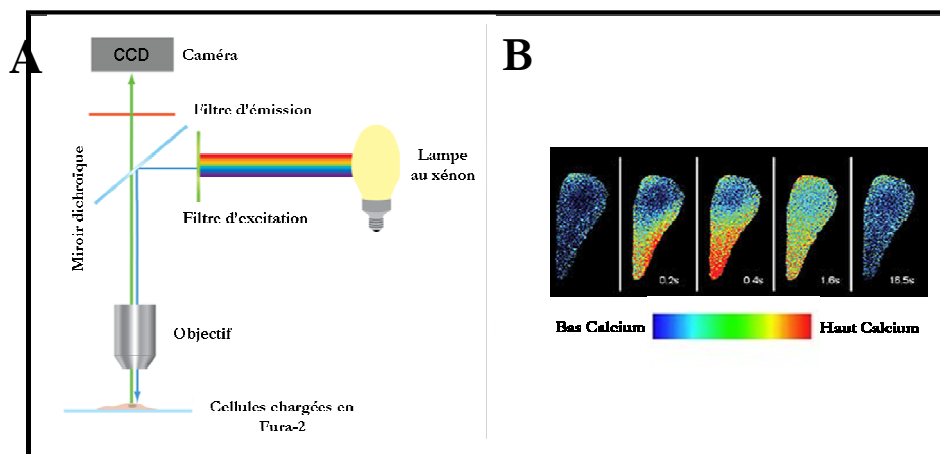 A
CCD
Caméra
Filtre d'émission
Miroir dichroïque
Lampe
au xénon
Filtre d'excitation
Objectif
Cellules chargées en
Fura-2
B
0.2s
0.4s
1.6s
16.5s
Bas Calcium
Haut Calcium